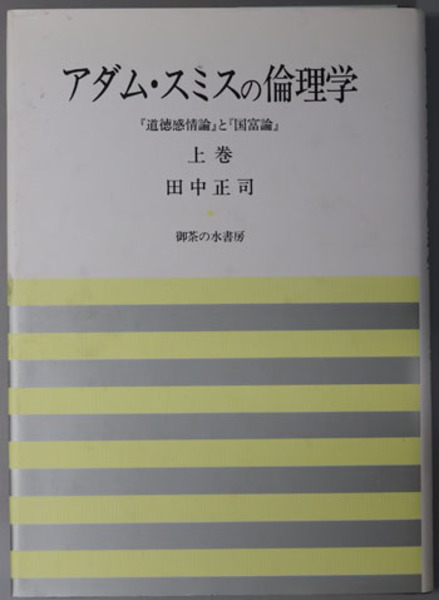 アダム・スミスの倫理学
『道徳感情論』と『国富論』
上巻
田中正司
御茶の水書房